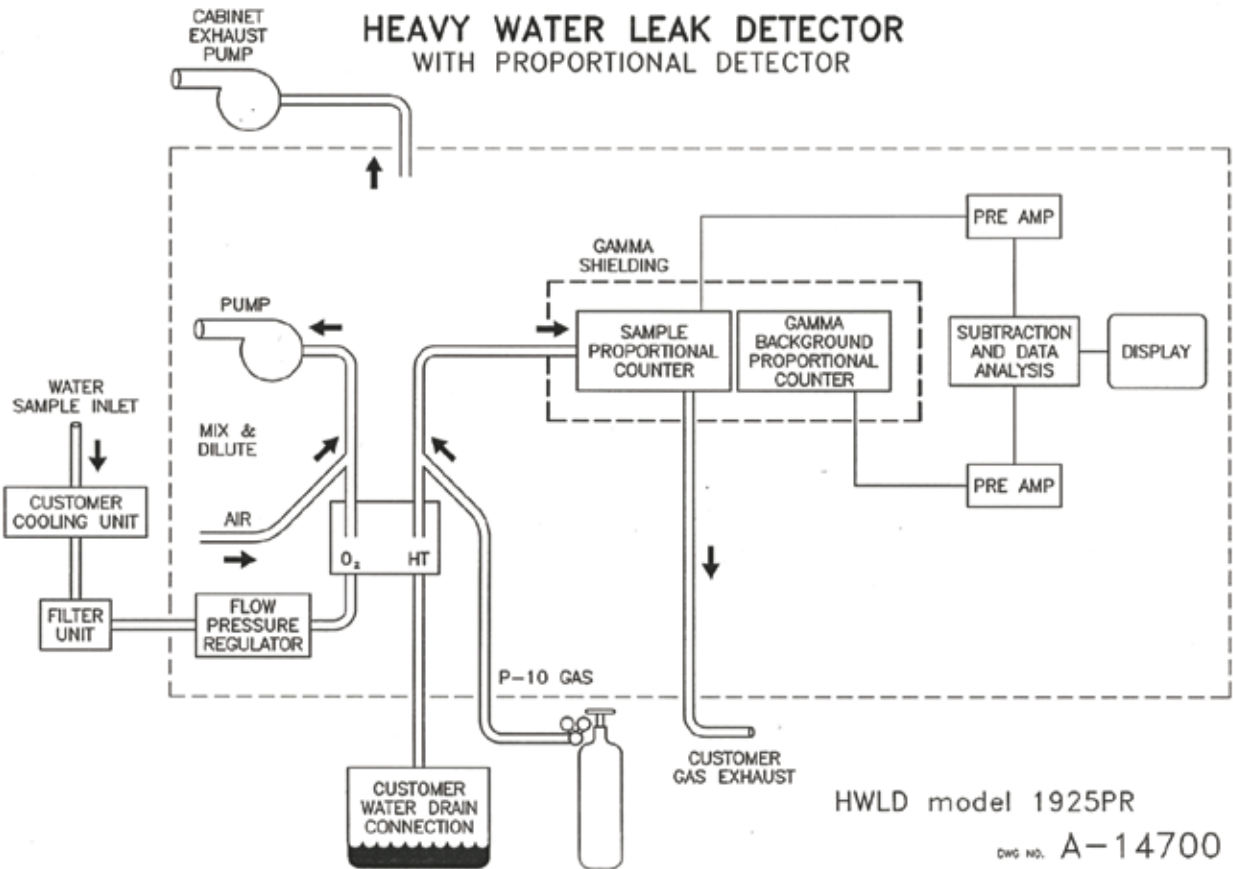 HEAVY WATER LEAK DETECTOR
WITH PROPORTIONAL DETECTOR
CABINET
EXHAUST
PUMP
PRE AMP
GAMMA
SHIELDING
PUMP
SAMPLE
PROPORTIONAL
COUNTER
GAMMA
BACKGROUND
PROPORTIONAL
COUNTER
SUBTRACTION
AND DATA
ANALYSIS
DISPLAY
WATER
SAMPLE INLET
MIX &
DILUTE
PRE AMP
CUSTOMER
COOLING UNIT
AIR
O₂
HT
FILTER
UNIT
FLOW
PRESSURE
REGULATOR
P-10 GAS
CUSTOMER
GAS EXHAUST
CUSTOMER
WATER DRAIN
CONNECTION
HWLD model 1925PR
DWG NO. A-14700